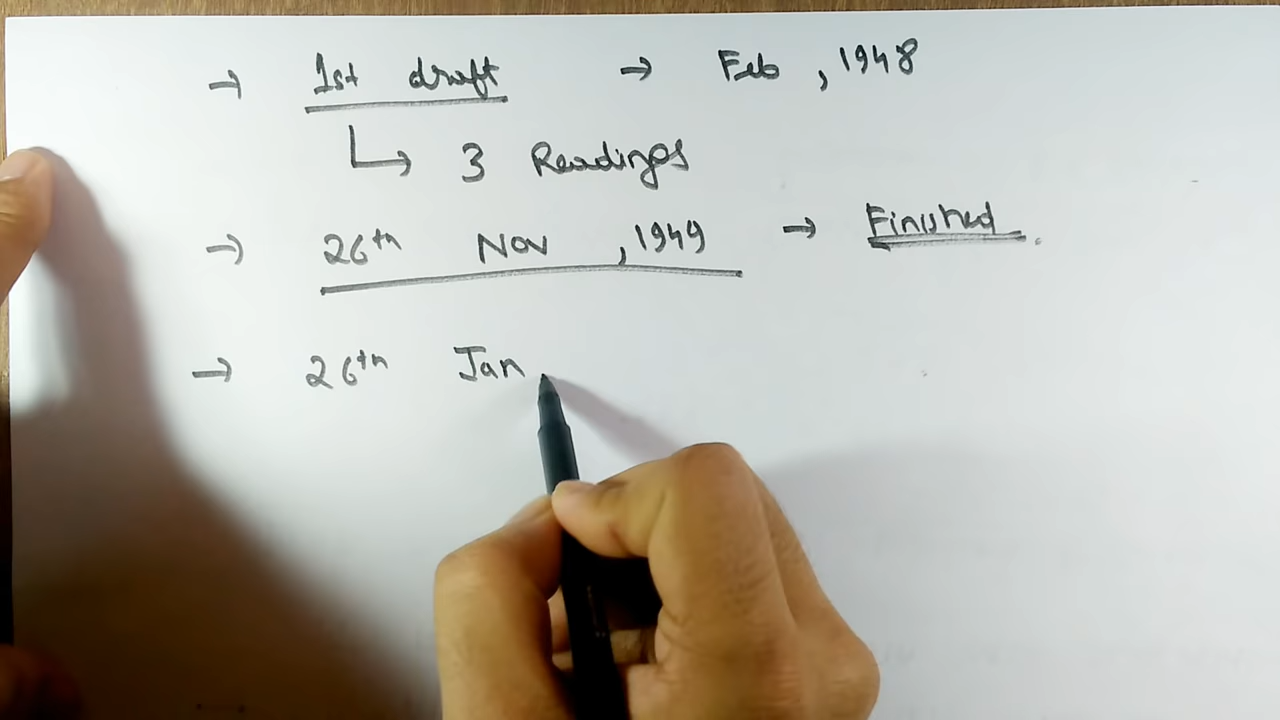 → 1st draft → Feb , 1948
↳ 3 Readings
→ 26th Nov , 1949 → Finished .
→ 26th Jan